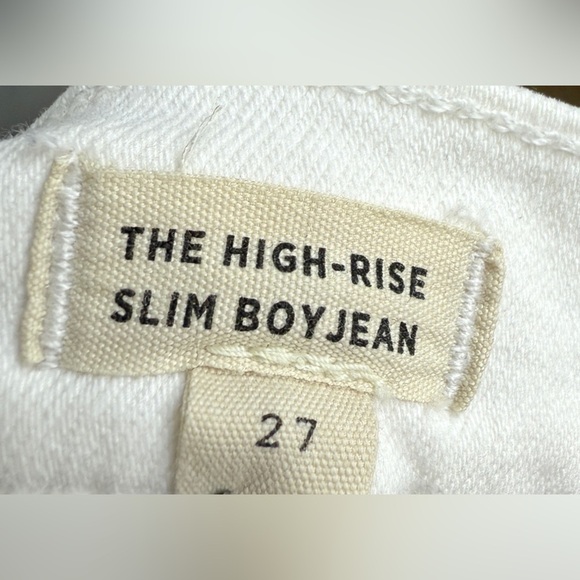 THE HIGH-RISE
SLIM BOYJEAN
27